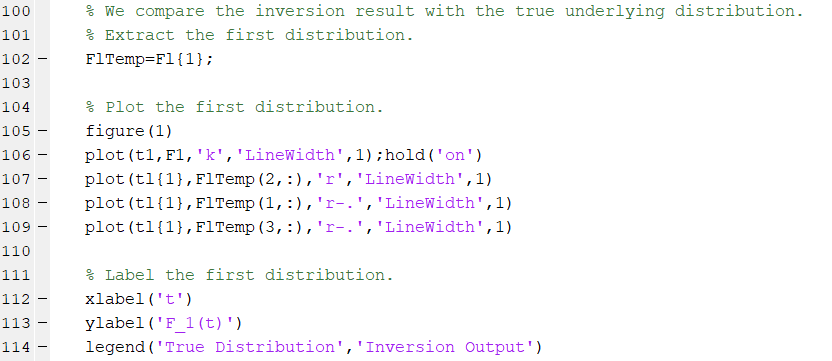 100 % We compare the inversion result with the true underlying distribution.
101 % Extract the first distribution.
102 – FlTemp=Fl{1};
103
104 % Plot the first distribution.
105 – figure(1)
106 – plot(t1,F1,'k','LineWidth',1);hold('on')
107 – plot(tl{1},FlTemp(2,:),'r','LineWidth',1)
108 – plot(tl{1},FlTemp(1,:),'r-.','LineWidth',1)
109 – plot(tl{1},FlTemp(3,:),'r-.','LineWidth',1)
110
111 % Label the first distribution.
112 – xlabel('t')
113 – ylabel('F_1(t)')
114 – legend('True Distribution','Inversion Output')